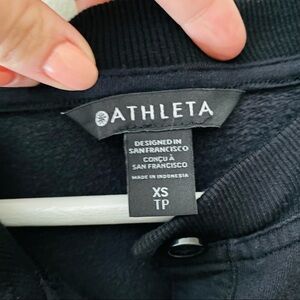 ATHLETA
DESIGNED IN
SAN FRANCISCO
CONÇU À
SAN FRANCISCO
MADE IN INDONESIA
XS
TP